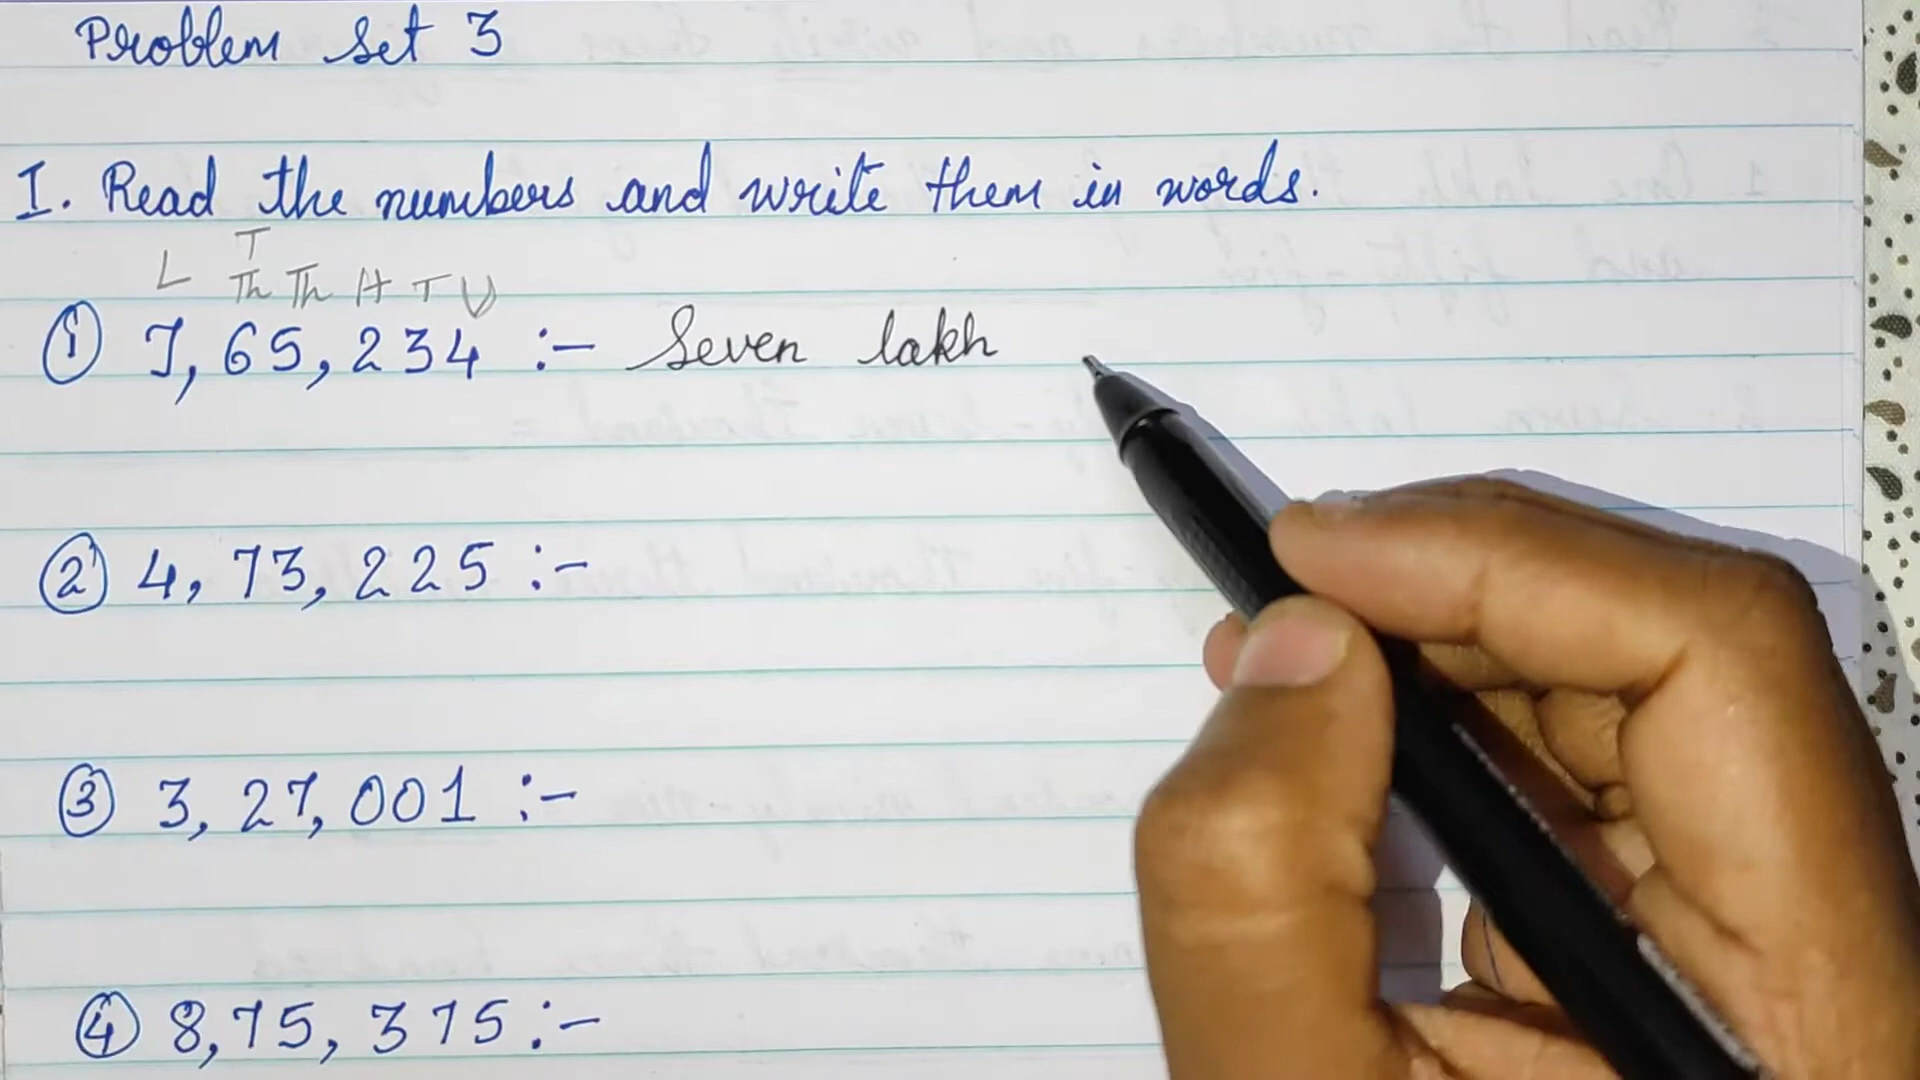 Problem set 3
I. Read the numbers and write them in words.
T
L Th Th H T U
① 7, 65, 234 :- Seven lakh
② 4, 73, 225 :-
③ 3, 27, 001 :-
④ 8, 75, 375 :-